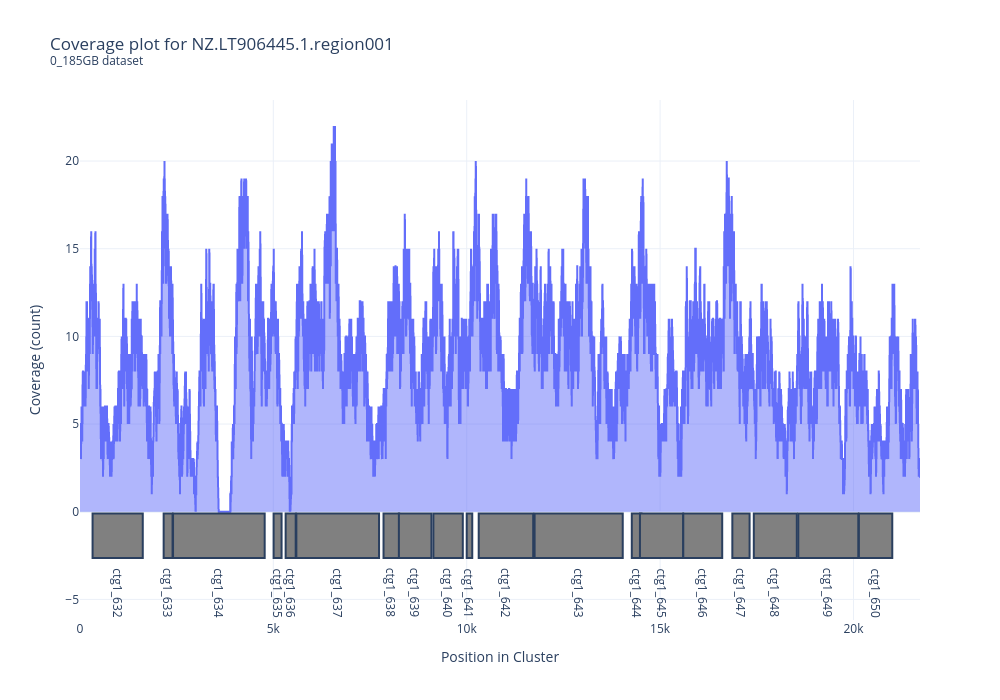 Coverage plot for NZ.LT906445.1.region001
0_185GB dataset
Coverage (count)
20
15
10
5
0
−5
ctg1_632
ctg1_633
ctg1_634
ctg1_635
ctg1_636
ctg1_637
ctg1_638
ctg1_639
ctg1_640
ctg1_641
ctg1_642
ctg1_643
ctg1_644
ctg1_645
ctg1_646
ctg1_647
ctg1_648
ctg1_649
ctg1_650
0
5k
10k
15k
20k
Position in Cluster